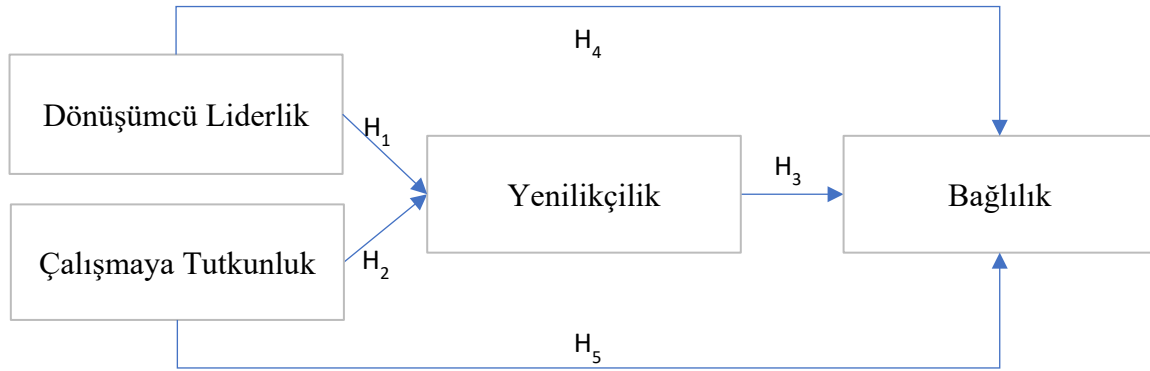 H4
Dönüşümcü Liderlik
H1
Yenilikçilik
H3
Bağlılık
Çalışmaya Tutkunluk
H2
H5